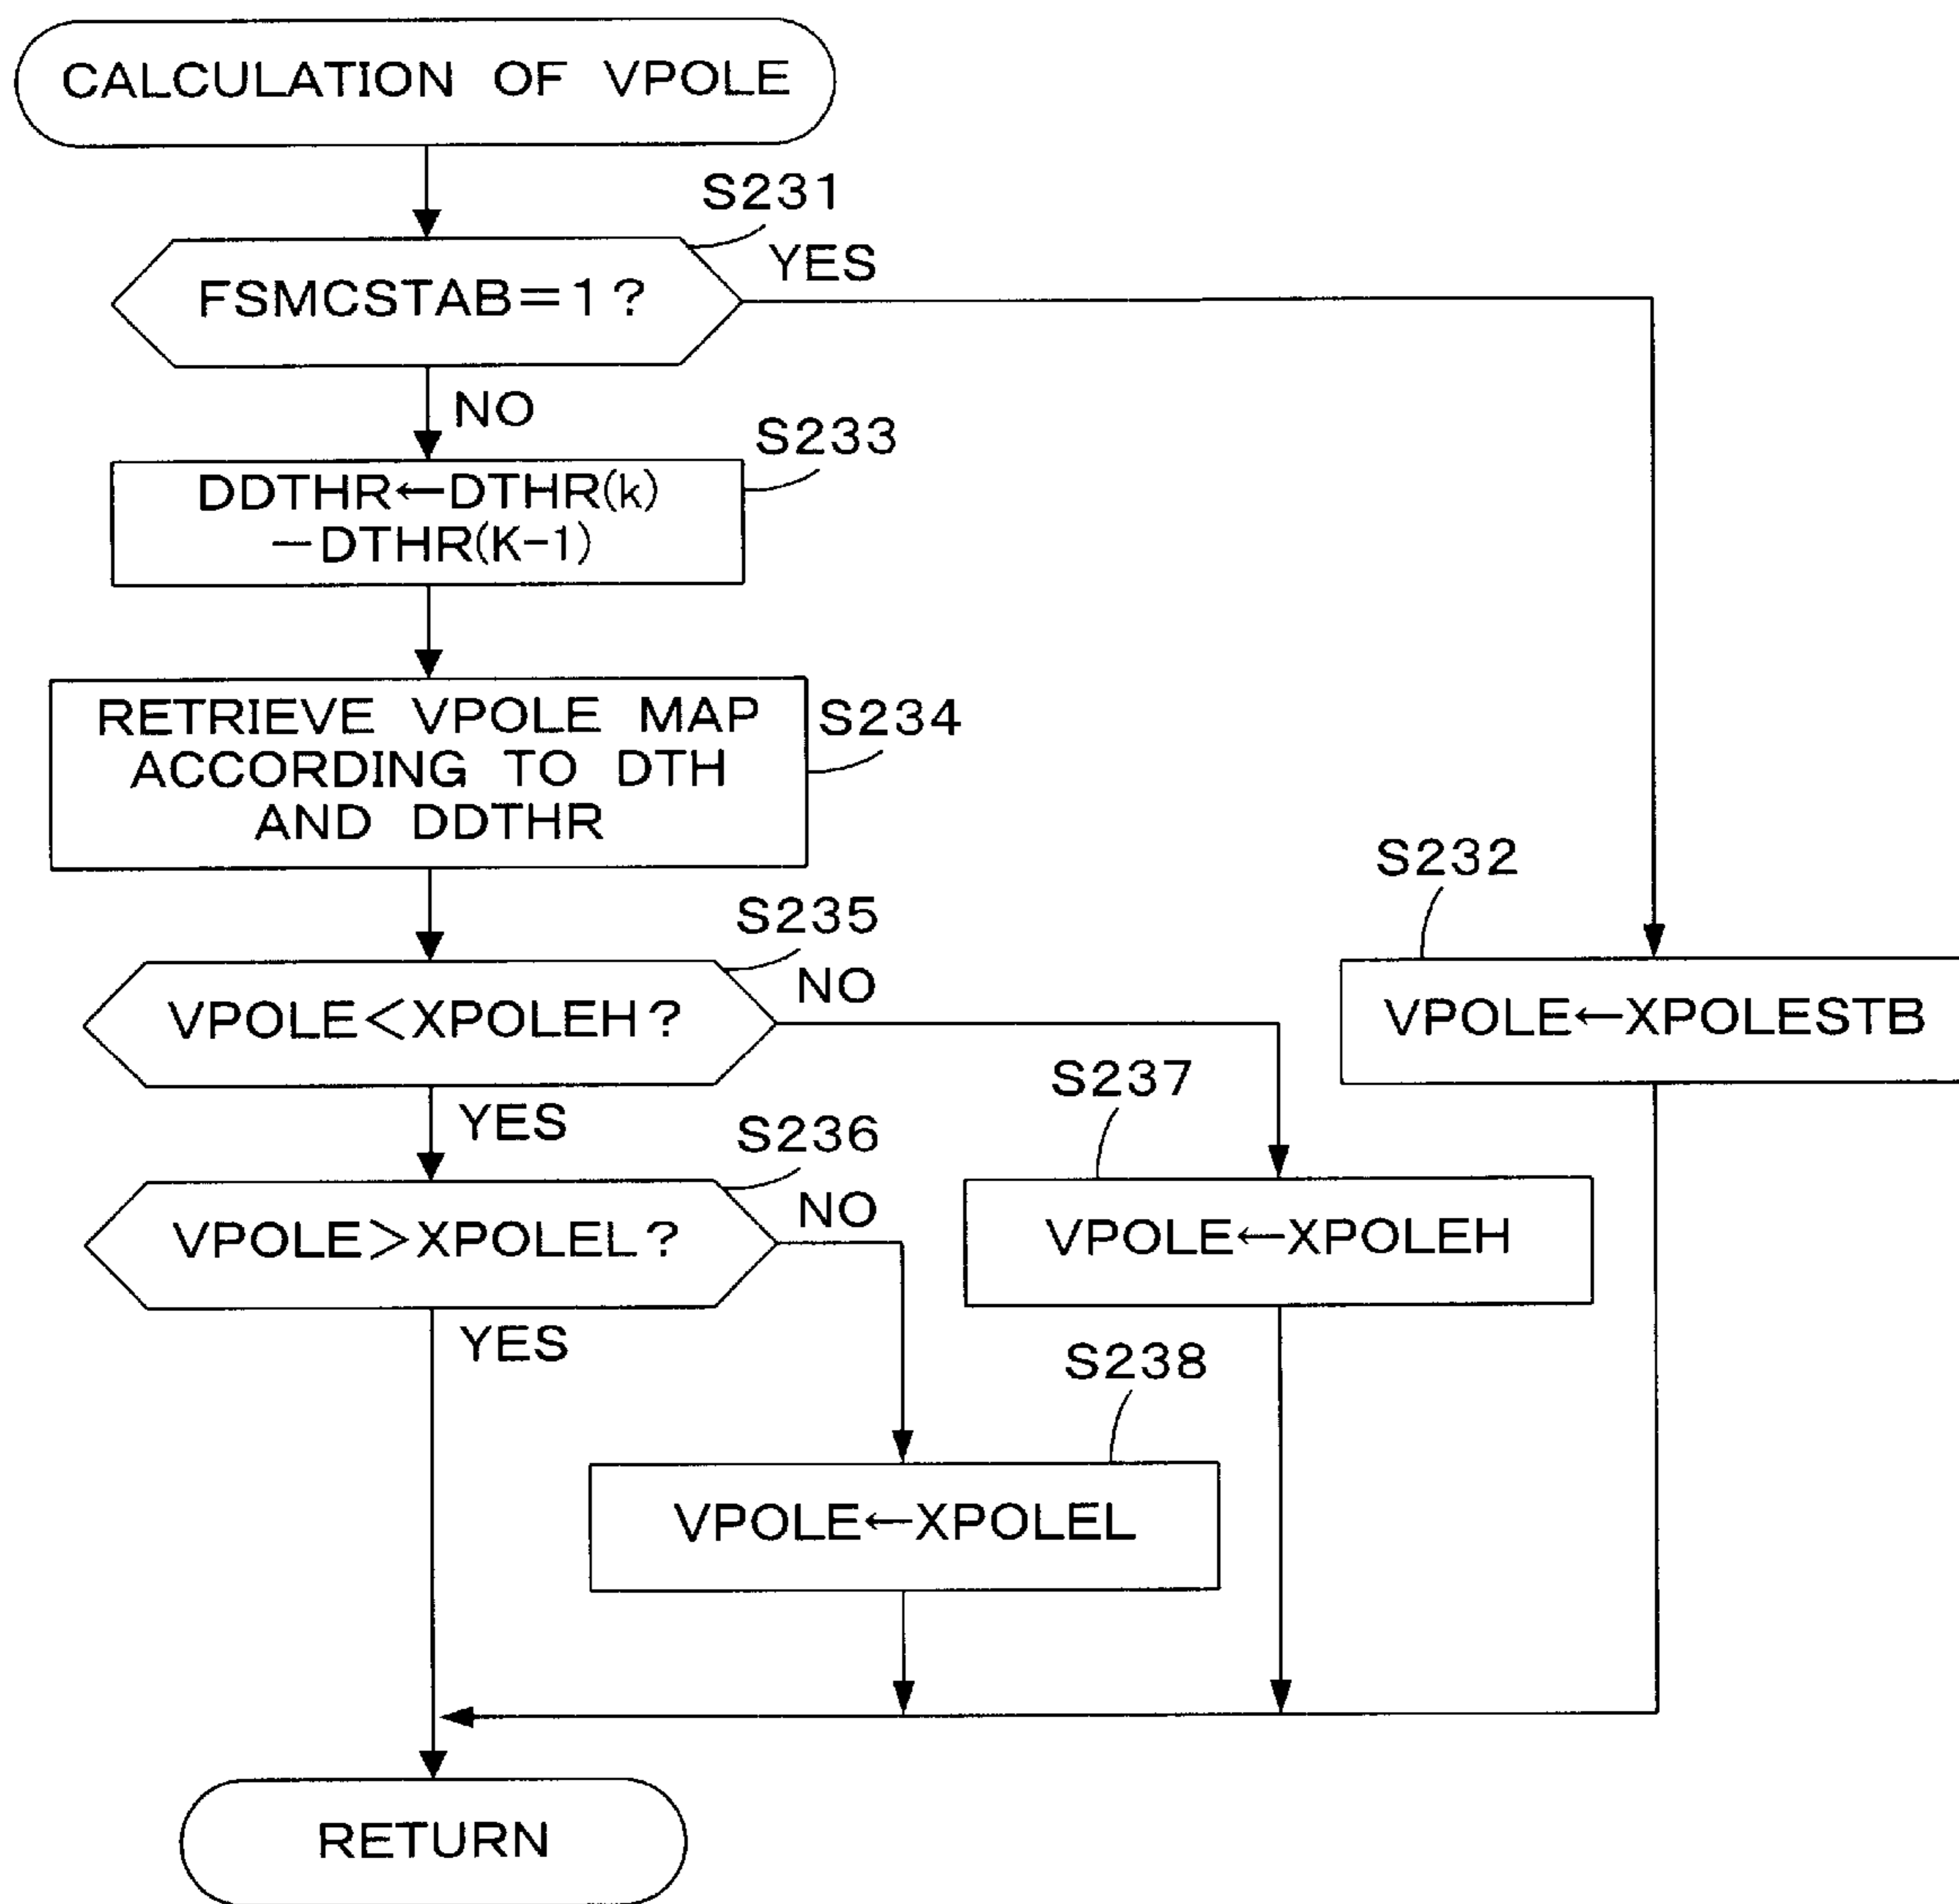 CALCULATION OF VPOLE
S231
FSMCSTAB=1?
YES
NO
S233
DDTHR←DTHR(k)
−DTHR(K−1)
RETRIEVE VPOLE MAP
ACCORDING TO DTH
AND DDTHR
S234
S232
VPOLE←XPOLESTB
S235
VPOLE<XPOLEH?
NO
YES
S237
VPOLE←XPOLEH
S236
VPOLE>XPOLEL?
NO
YES
S238
VPOLE←XPOLEL
RETURN